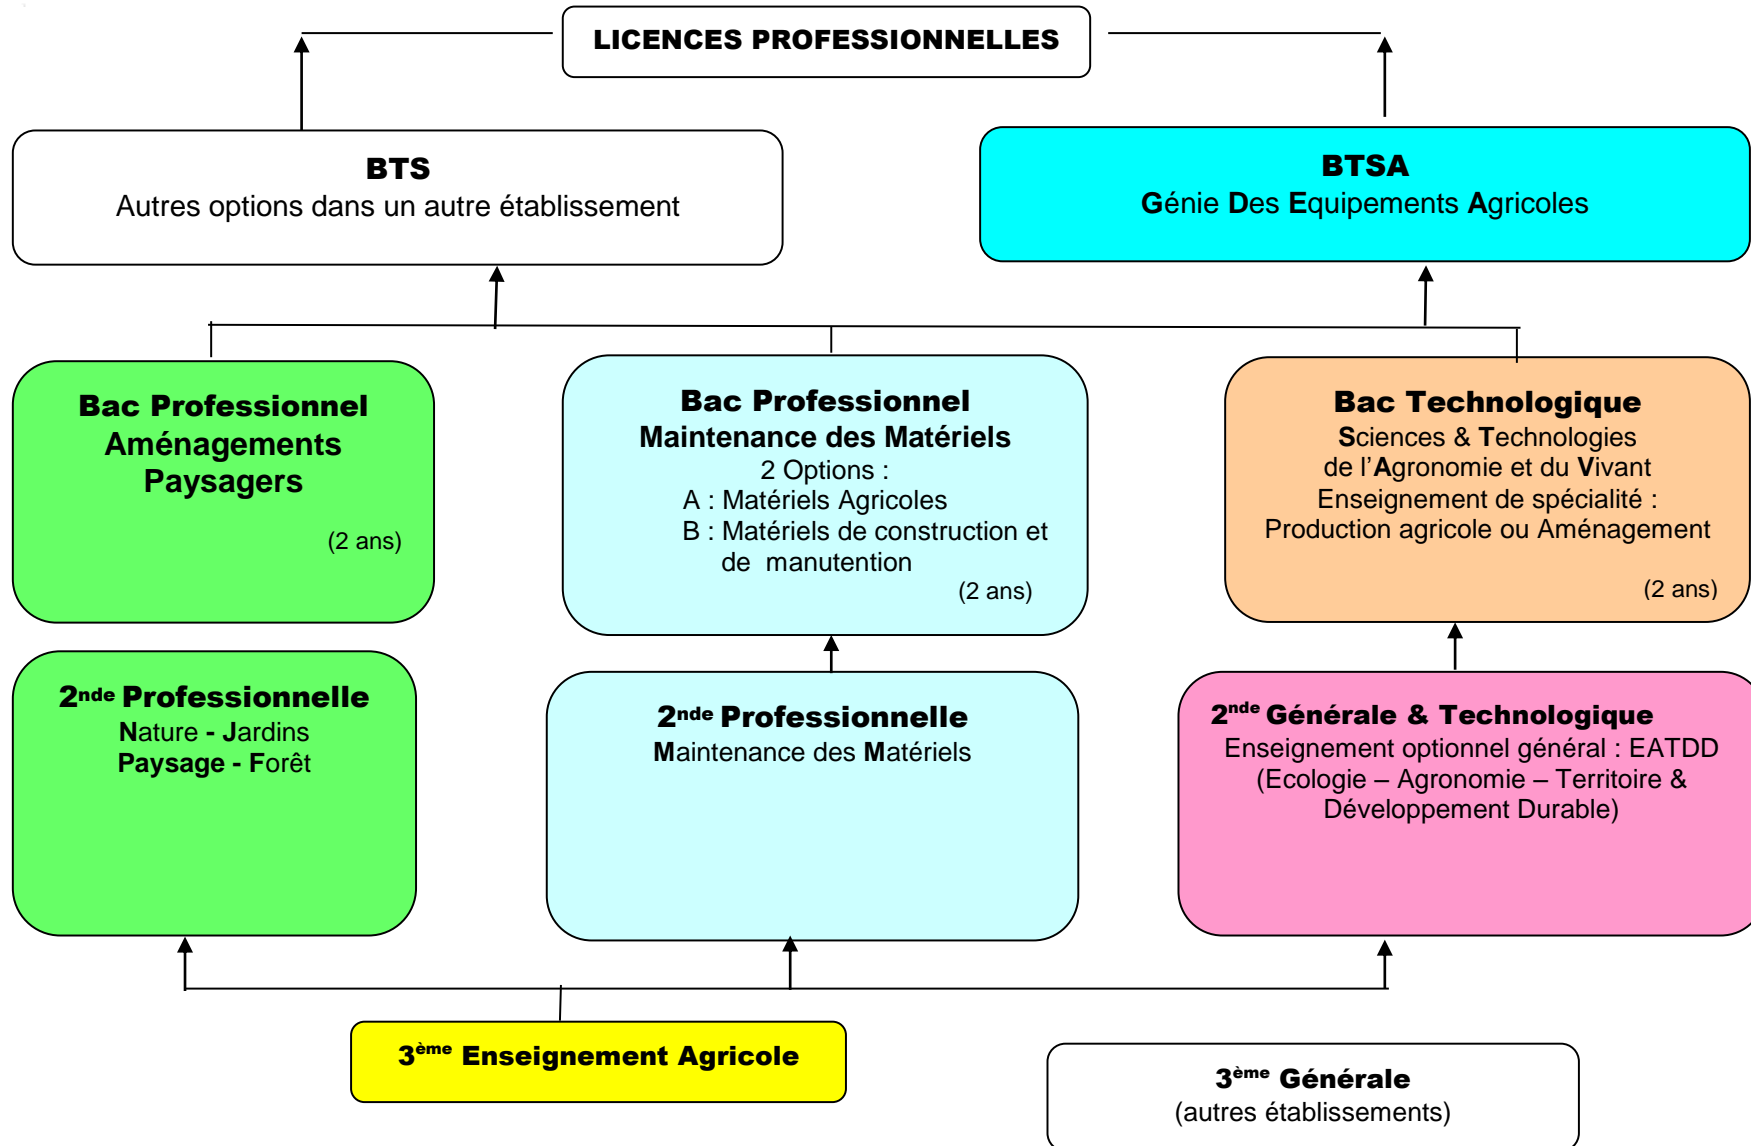 LICENCES PROFESSIONNELLES
BTS
Autres options dans un autre établissement
BTSA
Génie Des Equipements Agricoles
Bac Professionnel
Aménagements
Paysagers
(2 ans)
Bac Professionnel
Maintenance des Matériels
2 Options :
A : Matériels Agricoles
B : Matériels de construction et
de manutention
(2 ans)
Bac Technologique
Sciences & Technologies
de l'Agronomie et du Vivant
Enseignement de spécialité :
Production agricole ou Aménagement
(2 ans)
2nde Professionnelle
Nature - Jardins
Paysage - Forêt
2nde Professionnelle
Maintenance des Matériels
2nde Générale & Technologique
Enseignement optionnel général : EATDD
(Ecologie – Agronomie – Territoire &
Développement Durable)
3ème Enseignement Agricole
3ème Générale
(autres établissements)